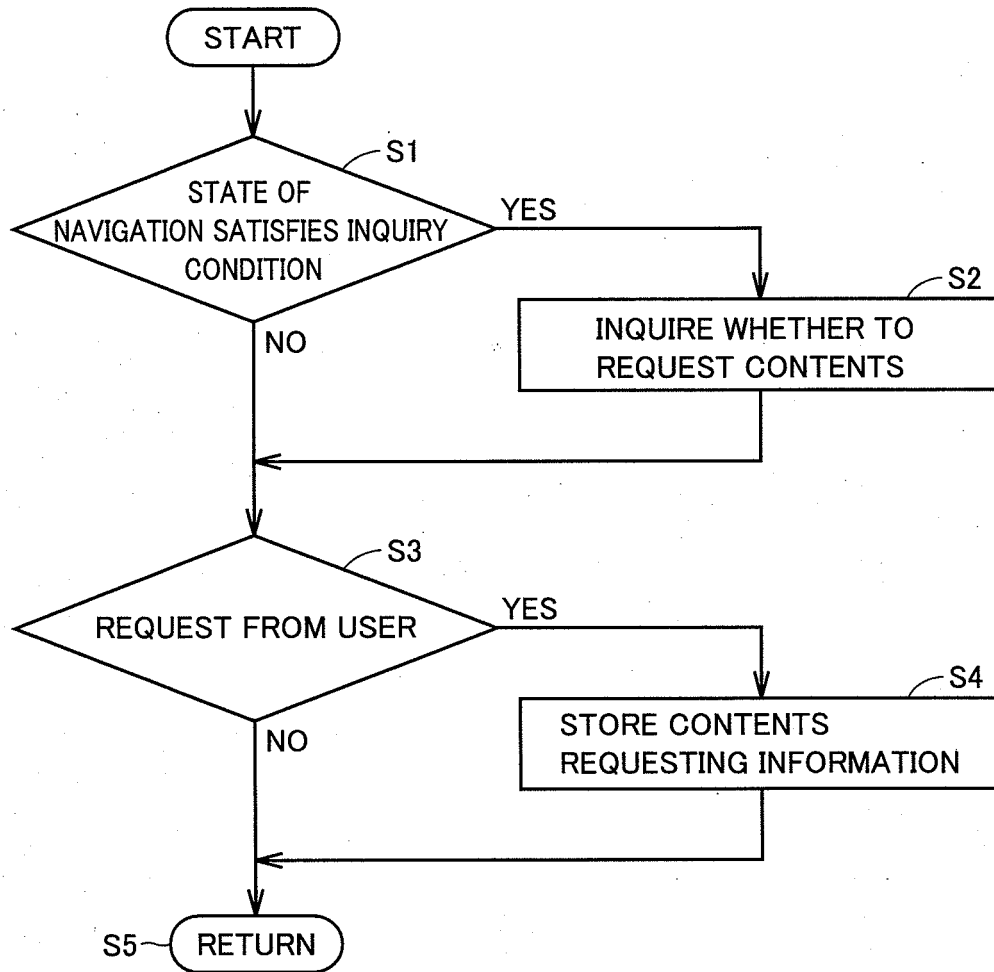 START
S1
STATE OF
NAVIGATION SATISFIES INQUIRY
CONDITION
YES
NO
S2
INQUIRE WHETHER TO
REQUEST CONTENTS
S3
REQUEST FROM USER
YES
NO
S4
STORE CONTENTS
REQUESTING INFORMATION
S5
RETURN